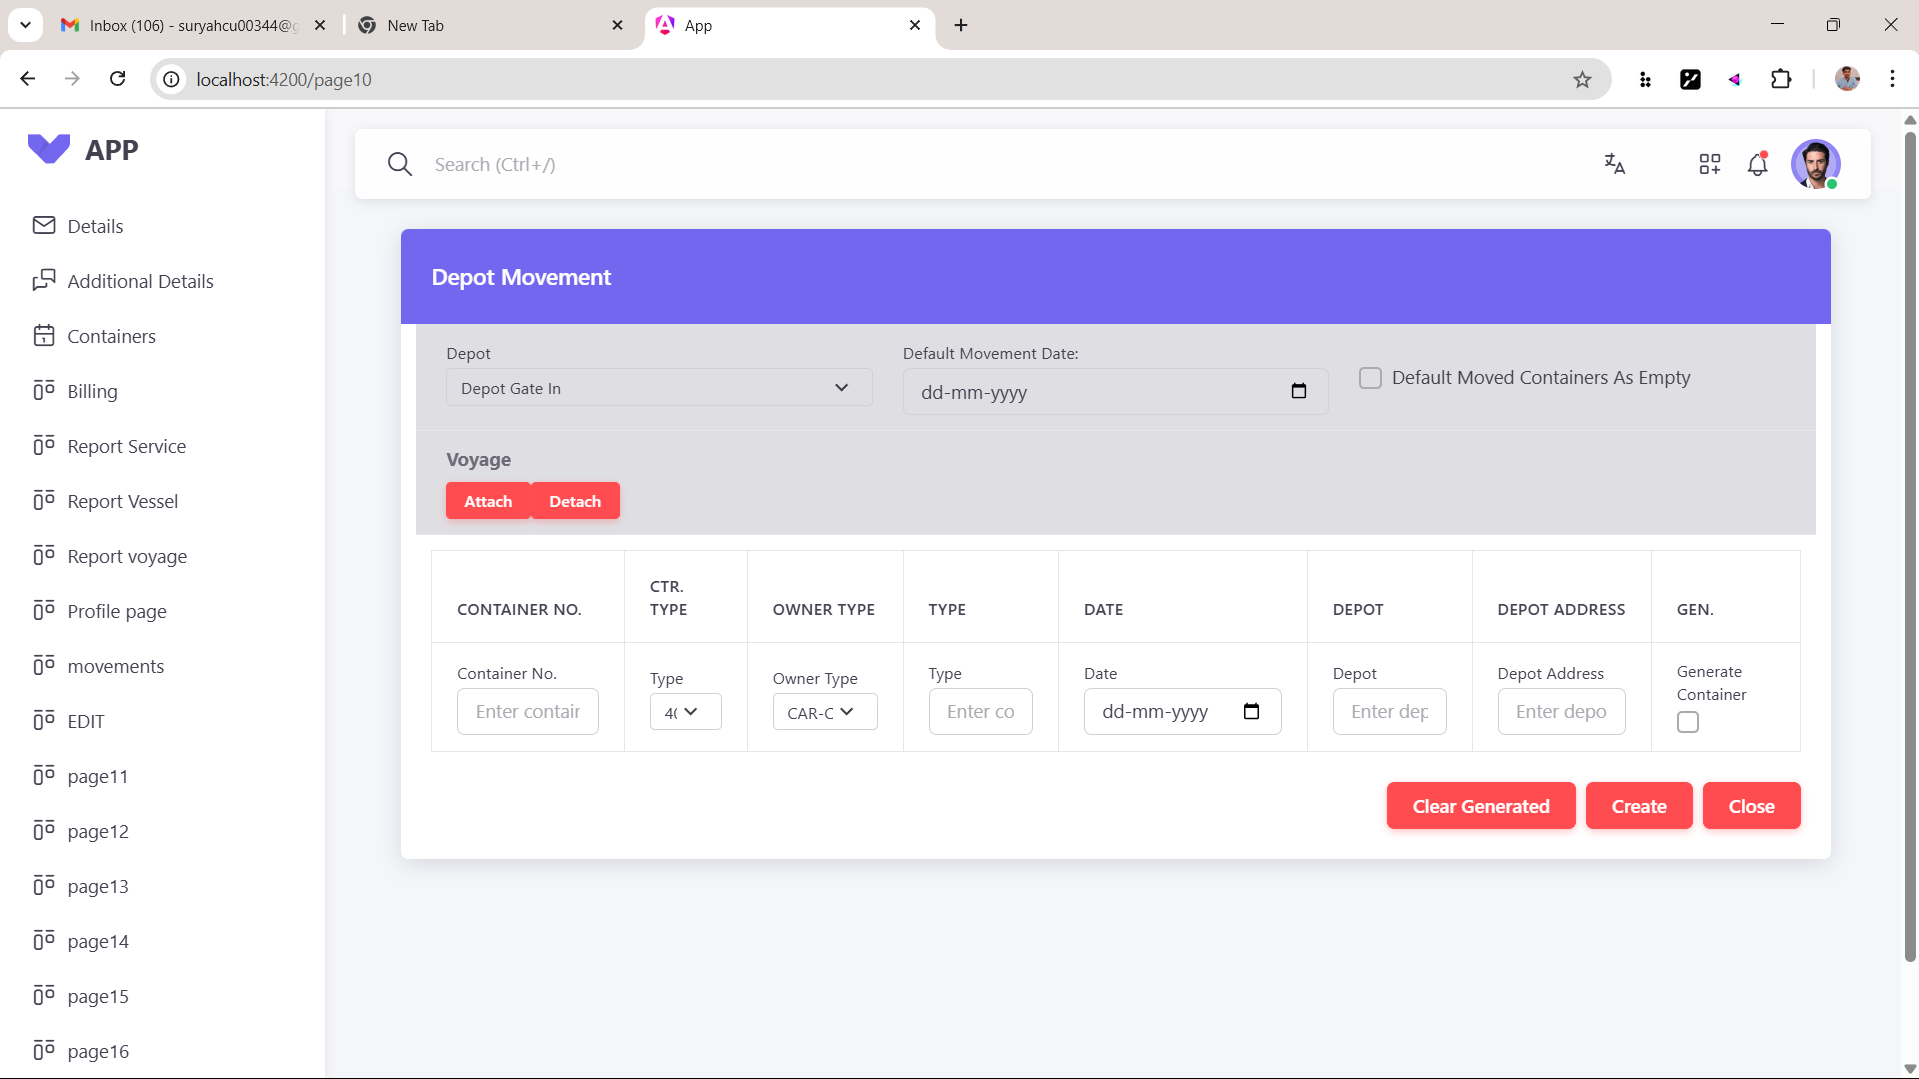 Inbox (106) - suryahcu00344@g
New Tab
App
localhost:4200/page10
APP
Search (Ctrl+/)
Details
Additional Details
Containers
Billing
Report Service
Report Vessel
Report voyage
Profile page
movements
EDIT
page11
page12
page13
page14
page15
page16
Depot Movement
Depot
Depot Gate In
Default Movement Date:
dd-mm-yyyy
Default Moved Containers As Empty
Voyage
Attach Detach
CONTAINER NO.
CTR.
TYPE
OWNER TYPE
TYPE
DATE
DEPOT
DEPOT ADDRESS
GEN.
Container No.
Enter contair
Type
40
Owner Type
CAR-C
Type
Enter co
Date
dd-mm-yyyy
Depot
Enter dep
Depot Address
Enter depo
Generate
Container
Clear Generated
Create
Close